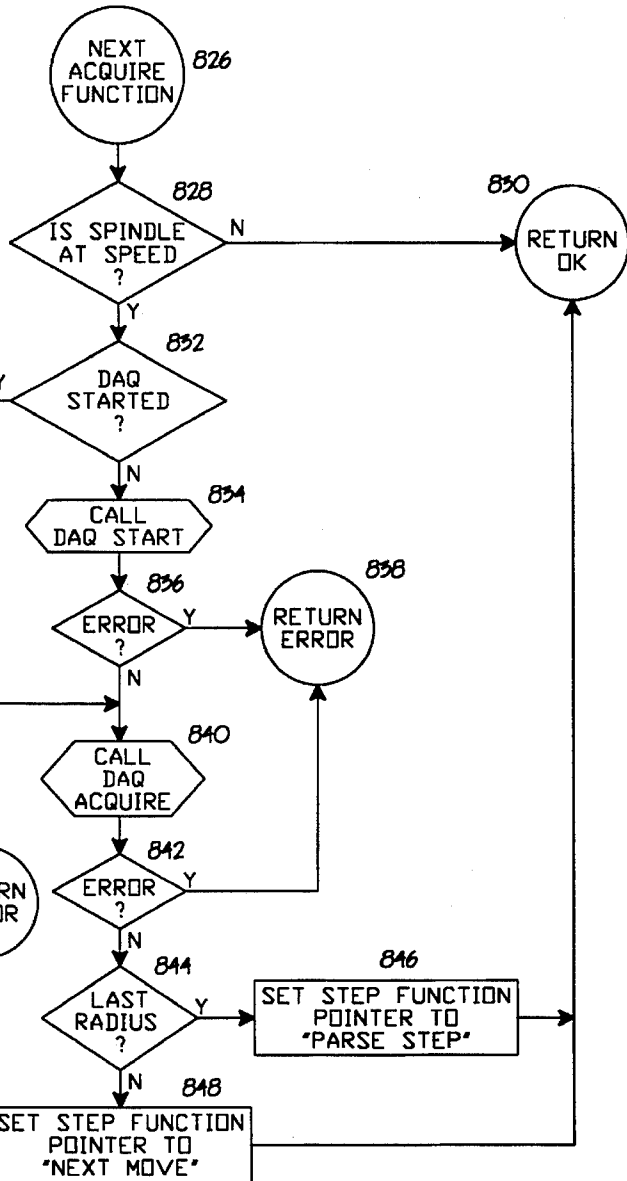 NEXT
ACQUIRE
FUNCTION
826
828
IS SPINDLE
AT SPEED
?
N
830
RETURN
OK
Y
832
DAQ
STARTED
?
Y
N
834
CALL
DAQ START
836
ERROR
?
Y
838
RETURN
ERROR
N
840
CALL
DAQ
ACQUIRE
842
ERROR
?
Y
RN
OR
N
844
LAST
RADIUS
?
Y
846
SET STEP FUNCTION
POINTER TO
"PARSE STEP"
N
848
SET STEP FUNCTION
POINTER TO
"NEXT MOVE"